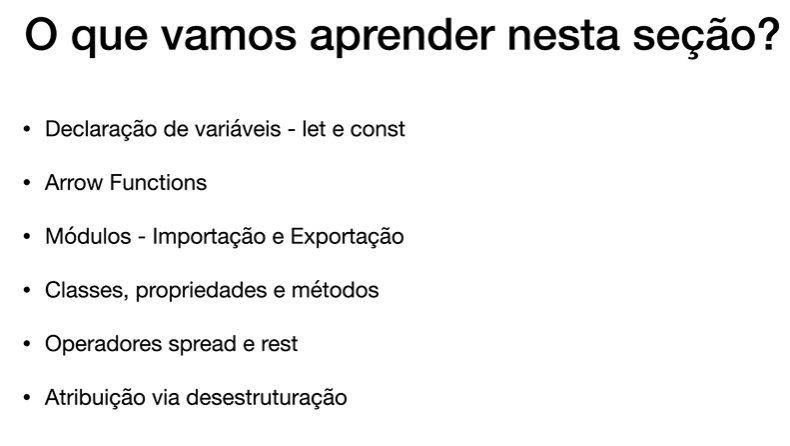 O que vamos aprender nesta seção?
• Declaração de variáveis - let e const
• Arrow Functions
• Módulos - Importação e Exportação
• Classes, propriedades e métodos
• Operadores spread e rest
• Atribuição via desestruturação